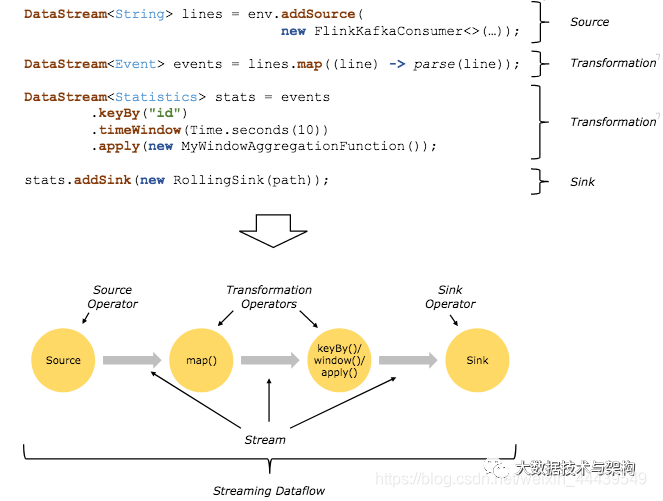 DataStream<String> lines = env.addSource(
new FlinkKafkaConsumer<>(…));
Source
DataStream<Event> events = lines.map((line) -> parse(line));
Transformation
DataStream<Statistics> stats = events
.keyBy("id")
.timeWindow(Time.seconds(10))
.apply(new MyWindowAggregationFunction());
Transformation
stats.addSink(new RollingSink(path));
Sink
Source
Operator
Transformation
Operators
Sink
Operator
Source
map()
keyBy()/
window()/
apply()
Sink
Stream
大数据技术与架构
https://blog.csdn.net/weixin_44439549
Streaming Dataflow